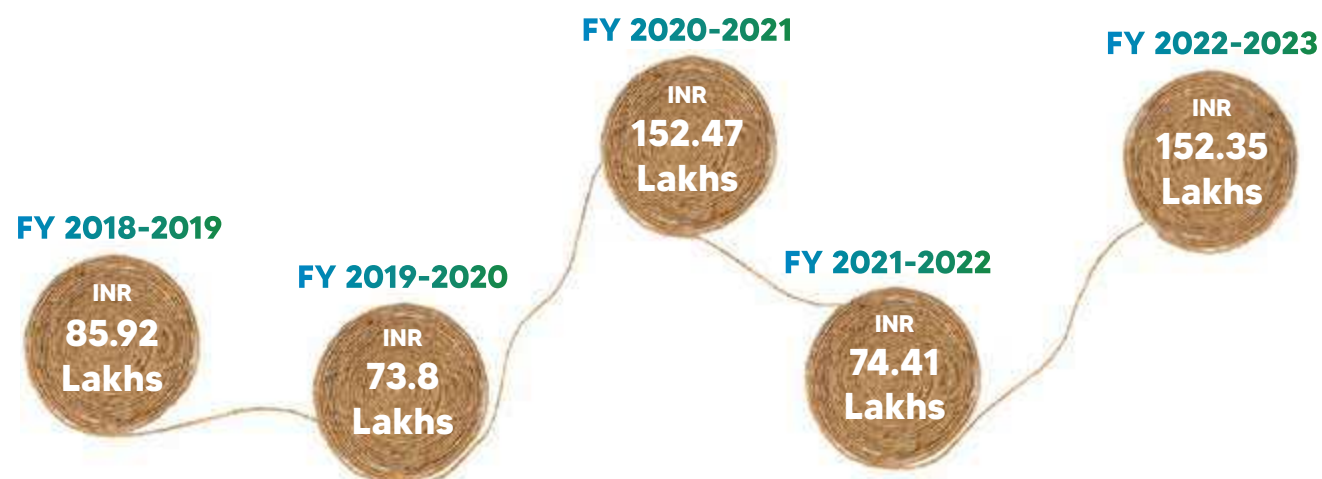 FY 2018-2019
INR
85.92
Lakhs
FY 2019-2020
INR
73.8
Lakhs
FY 2020-2021
INR
152.47
Lakhs
FY 2021-2022
INR
74.41
Lakhs
FY 2022-2023
INR
152.35
Lakhs